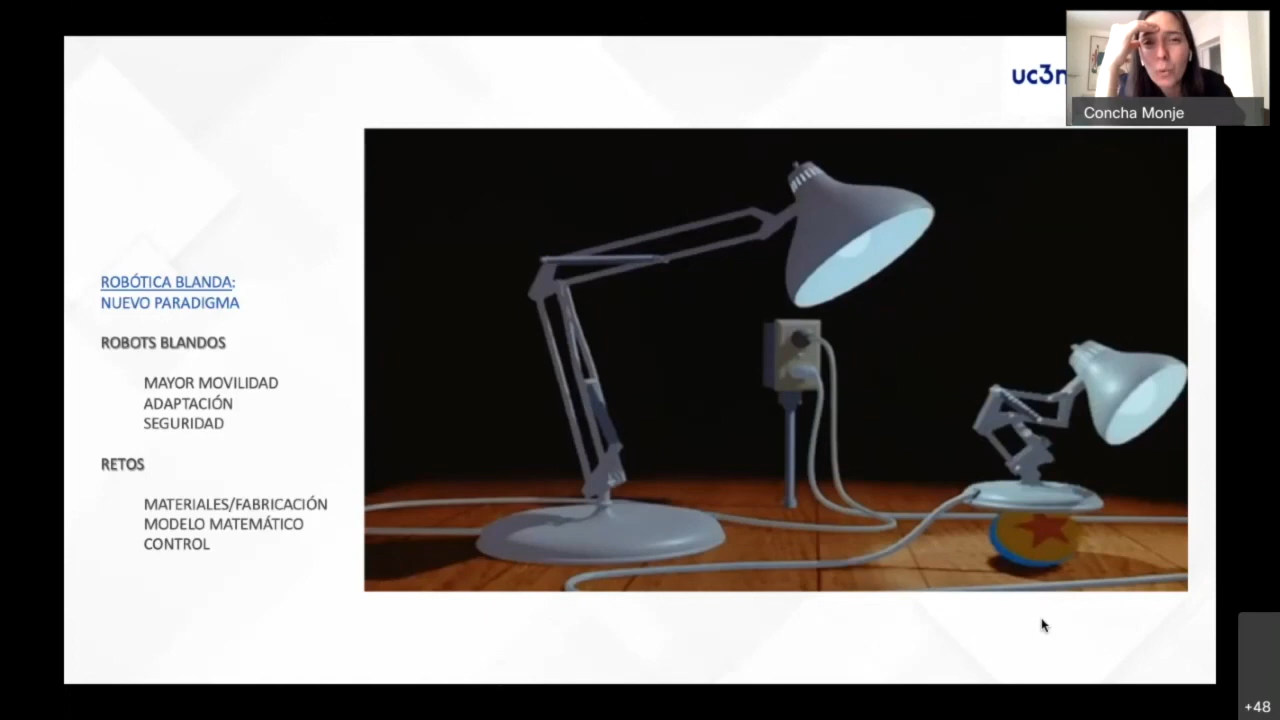 uc3m
Concha Monje
ROBÓTICA BLANDA:
NUEVO PARADIGMA
ROBOTS BLANDOS
MAYOR MOVILIDAD
ADAPTACIÓN
SEGURIDAD
RETOS
MATERIALES/FABRICACIÓN
MODELO MATEMÁTICO
CONTROL
+48